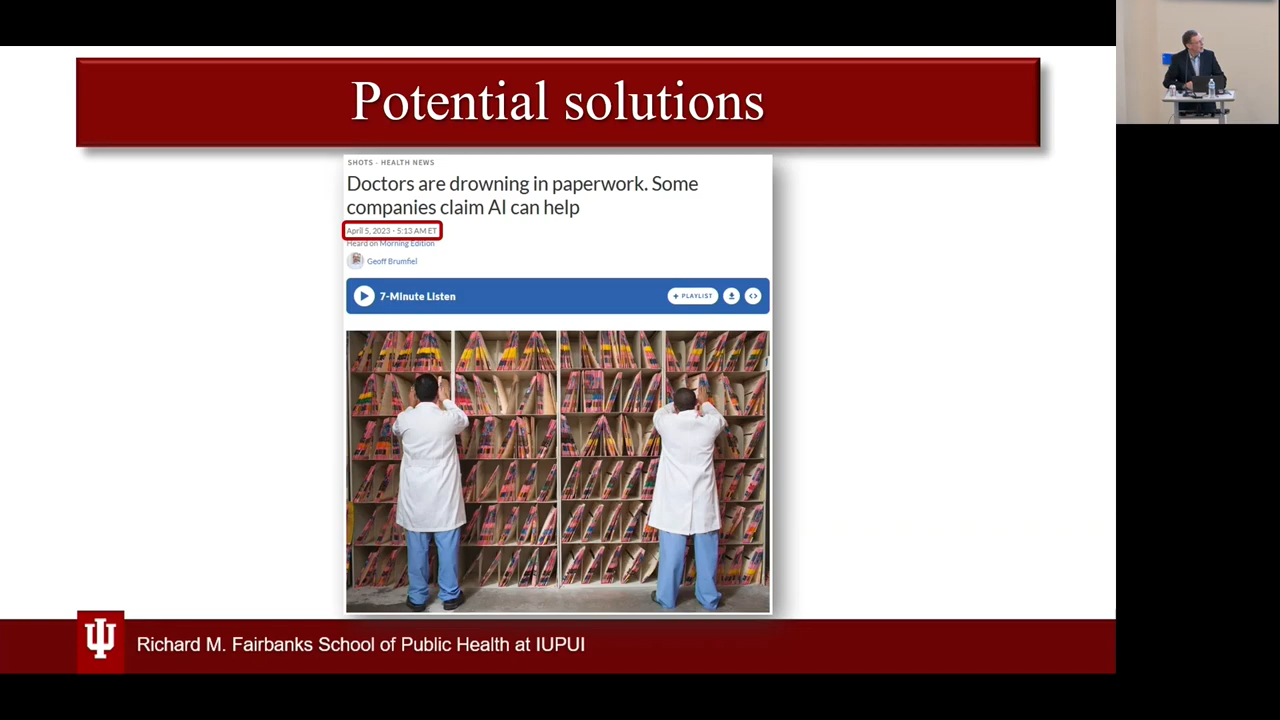 Potential solutions
SHOTS - HEALTH NEWS
Doctors are drowning in paperwork. Some
companies claim AI can help
April 5, 2023 · 5:13 AM ET
Heard on Morning Edition
Geoff Brumfiel
7-Minute Listen
+ PLAYLIST
Richard M. Fairbanks School of Public Health at IUPUI